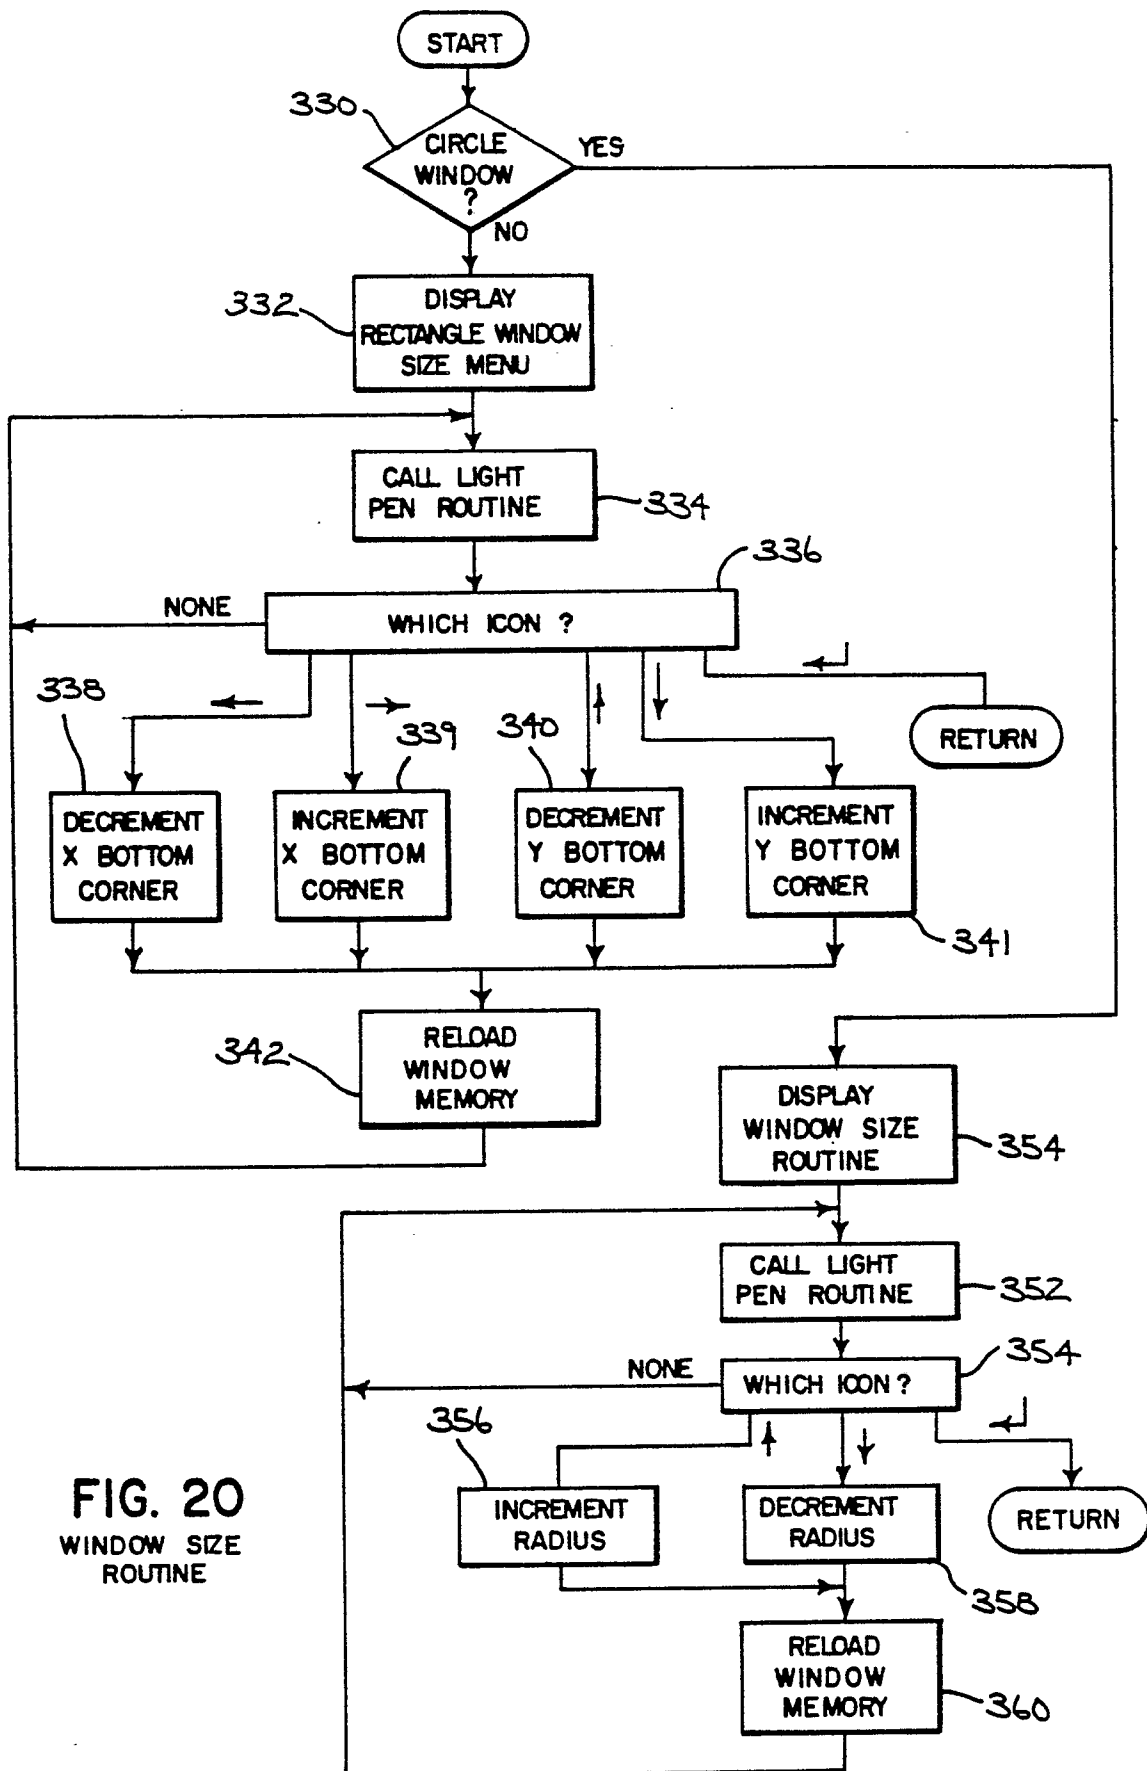 START
330
CIRCLE
WINDOW
?
YES
NO
332
DISPLAY
RECTANGLE WINDOW
SIZE MENU
CALL LIGHT
PEN ROUTINE
334
336
NONE
WHICH ICON ?
338
339
340
RETURN
DECREMENT
X BOTTOM
CORNER
INCREMENT
X BOTTOM
CORNER
DECREMENT
Y BOTTOM
CORNER
INCREMENT
Y BOTTOM
CORNER
341
342
RELOAD
WINDOW
MEMORY
DISPLAY
WINDOW SIZE
ROUTINE
354
CALL LIGHT
PEN ROUTINE
352
354
NONE
WHICH ICON ?
356
INCREMENT
RADIUS
DECREMENT
RADIUS
RETURN
358
RELOAD
WINDOW
MEMORY
360
FIG. 20
WINDOW SIZE
ROUTINE